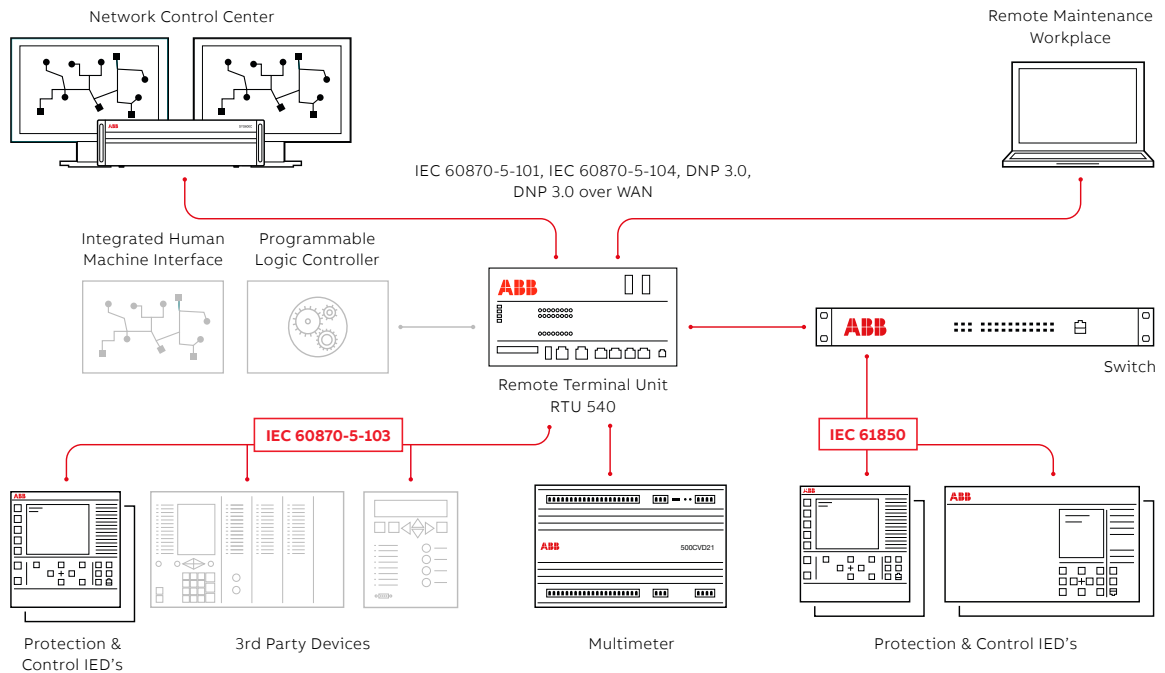 Network Control Center
Remote Maintenance
Workplace
ABB
IEC 60870-5-101, IEC 60870-5-104, DNP 3.0,
DNP 3.0 over WAN
Integrated Human
Machine Interface
Programmable
Logic Controller
ABB
ABB
Switch
Remote Terminal Unit
RTU 540
IEC 60870-5-103
IEC 61850
ABB
ABB
500CVD21
ABB
ABB
Protection &
Control IED's
3rd Party Devices
Multimeter
Protection & Control IED's